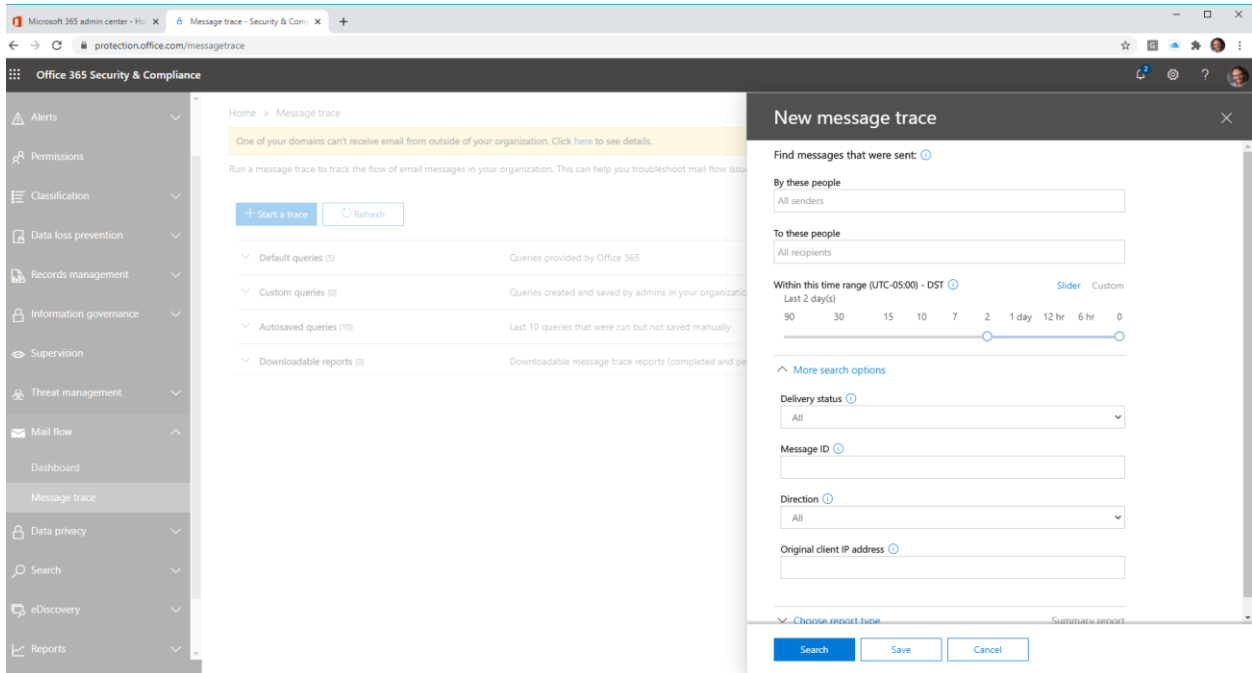 Microsoft 365 admin center - Ho
Message trace - Security & Comp
protection.office.com/messagetrace
Office 365 Security & Compliance
2
Alerts
Permissions
Classification
Data loss prevention
Records management
Information governance
Supervision
Threat management
Mail flow
Dashboard
Message trace
Data privacy
Search
eDiscovery
Reports
Home > Message trace
One of your domains can't receive email from outside of your organization. Click here to see details.
Run a message trace to track the flow of email messages in your organization. This can help you troubleshoot mail flow issu
+ Start a trace Refresh
Default queries (5) Queries provided by Office 365
Custom queries (0) Queries created and saved by admins in your organizatio
Autosaved queries (10) Last 10 queries that were run but not saved manually
Downloadable reports (0) Downloadable message trace reports (completed and pe
New message trace
Find messages that were sent:
By these people
All senders
To these people
All recipients
Within this time range (UTC-05:00) - DST Slider Custom
Last 2 day(s)
90 30 15 10 7 2 1 day 12 hr 6 hr 0
More search options
Delivery status
All
Message ID
Direction
All
Original client IP address
Choose report type Summary report
Search Save Cancel